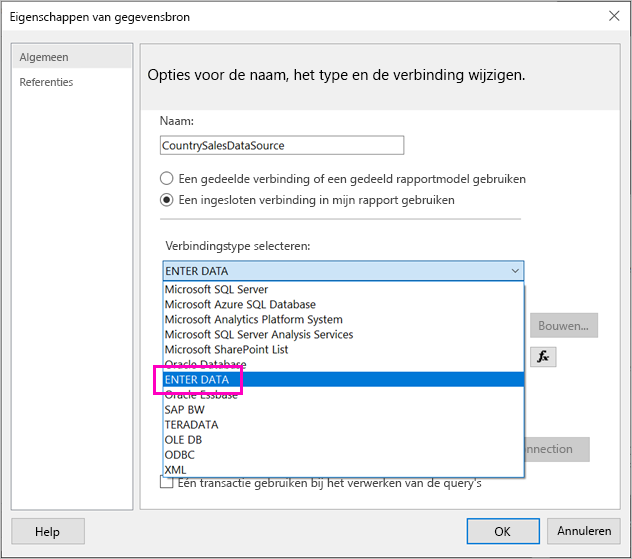 Eigenschappen van gegevensbron
Algemeen
Referenties
Opties voor de naam, het type en de verbinding wijzigen.
Naam:
CountrySalesDataSource
Een gedeelde verbinding of een gedeeld rapportmodel gebruiken
Een ingesloten verbinding in mijn rapport gebruiken
Verbindingstype selecteren:
ENTER DATA
Microsoft SQL Server
Microsoft Azure SQL Database
Microsoft Analytics Platform System
Microsoft SQL Server Analysis Services
Microsoft SharePoint List
Oracle Database
ENTER DATA
Oracle Essbase
SAP BW
TERADATA
OLE DB
ODBC
XML
Bouwen...
fx
nnection
Eén transactie gebruiken bij het verwerken van de query's
Help
OK
Annuleren